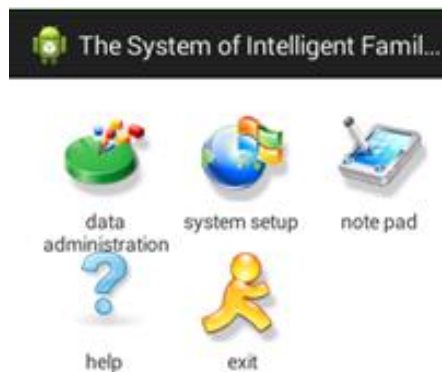 The System of Intelligent Famil...
data
administration
system setup
note pad
help
exit